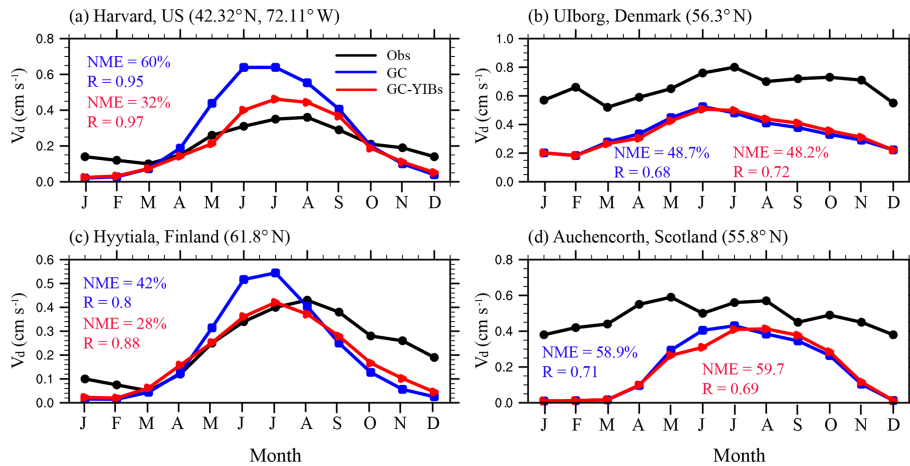 (a) Harvard, US (42.32°N, 72.11°W)
Vd (cm s⁻¹)
0.8
0.6
0.4
0.2
0.0
NME = 60%
R = 0.95
NME = 32%
R = 0.97
Obs
GC
GC-YIBs
J F M A M J J A S O N D
(b) UIborg, Denmark (56.3°N)
Vd (cm s⁻¹)
1.0
0.8
0.6
0.4
0.2
0.0
NME = 48.7%
R = 0.68
NME = 48.2%
R = 0.72
J F M A M J J A S O N D
(c) Hyytiala, Finland (61.8°N)
Vd (cm s⁻¹)
0.6
0.5
0.4
0.3
0.2
0.1
0.0
NME = 42%
R = 0.8
NME = 28%
R = 0.88
J F M A M J J A S O N D
Month
(d) Auchencorth, Scotland (55.8°N)
Vd (cm s⁻¹)
0.8
0.6
0.4
0.2
0.0
NME = 58.9%
R = 0.71
NME = 59.7
R = 0.69
J F M A M J J A S O N D
Month